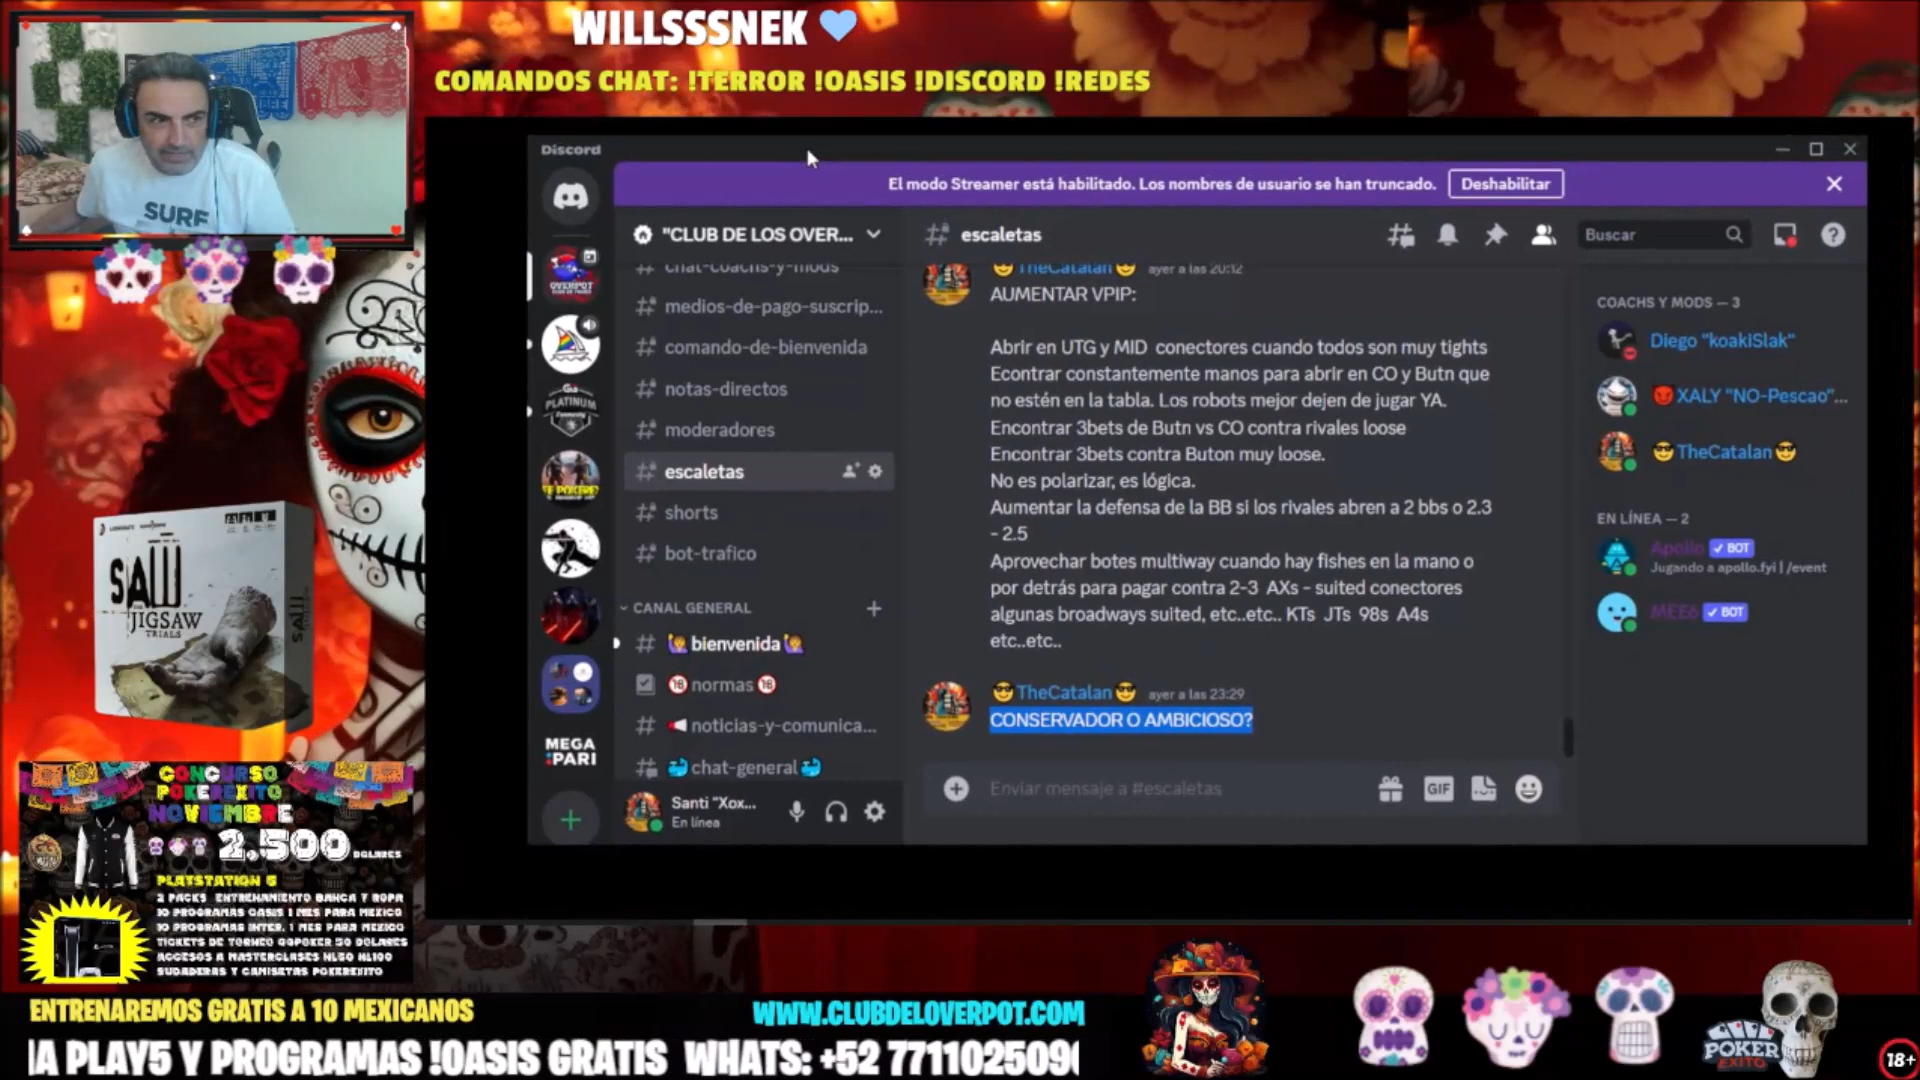 WILLSSSNEK
COMANDOS CHAT: !TERROR !OASIS !DISCORD !REDES
SURF
Discord
El modo Streamer está habilitado. Los nombres de usuario se han truncado.
Deshabilitar
"CLUB DE LOS OVER...
escaletas
Buscar
OVERPOT
PLATINUM
MEGA
PARI
chat-coachs-y-mods
medios-de-pago-suscrip...
comando-de-bienvenida
notas-directos
moderadores
escaletas
shorts
bot-trafico
CANAL GENERAL
bienvenida
normas
noticias-y-comunica...
chat-general
Santi "Xox...
En línea
TheCatalan ayer a las 20:12
AUMENTAR VPIP:
Abrir en UTG y MID conectores cuando todos son muy tights
Econtrar constantemente manos para abrir en CO y Butn que
no estén en la tabla. Los robots mejor dejen de jugar YA.
Encontrar 3bets de Butn vs CO contra rivales loose
Encontrar 3bets contra Buton muy loose.
No es polarizar, es lógica.
Aumentar la defensa de la BB si los rivales abren a 2 bbs o 2.3
- 2.5
Aprovechar botes multiway cuando hay fishes en la mano o
por detrás para pagar contra 2-3 AXs - suited conectores
algunas broadways suited, etc..etc.. KTs JTs 98s A4s
etc..etc..
TheCatalan ayer a las 23:29
CONSERVADOR O AMBICIOSO?
Enviar mensaje a #escaletas
GIF
COACHS Y MODS — 3
Diego "koakiSlak"
XALY "NO-Pescao"...
TheCatalan
EN LÍNEA — 2
Apollo BOT
Jugando a apollo.fyi | /event
MEE6 BOT
SAW
JIGSAW
TRIALS
SAW
CONCURSO
POKEREXITO
NOVIEMBRE
2.500 DOLARES
PLAYSTATION 5
2 PACKS ENTRENAMIENTO BANCA Y ROPA
10 PROGRAMAS OASIS 1 MES PARA MEXICO
10 PROGRAMAS INTER. 1 MES PARA MEXICO
TICKETS DE TORNEO GGPOKER 50 DOLARES
ACCESOS A MASTERCLASES NL50 NL100
SUDADERAS Y CAMISETAS POKEREXITO
ENTRENAREMOS GRATIS A 10 MEXICANOS
WWW.CLUBDELOVERPOT.COM
A PLAY5 Y PROGRAMAS !OASIS GRATIS WHATS: +52 7711025090
POKER
EXITO
18+